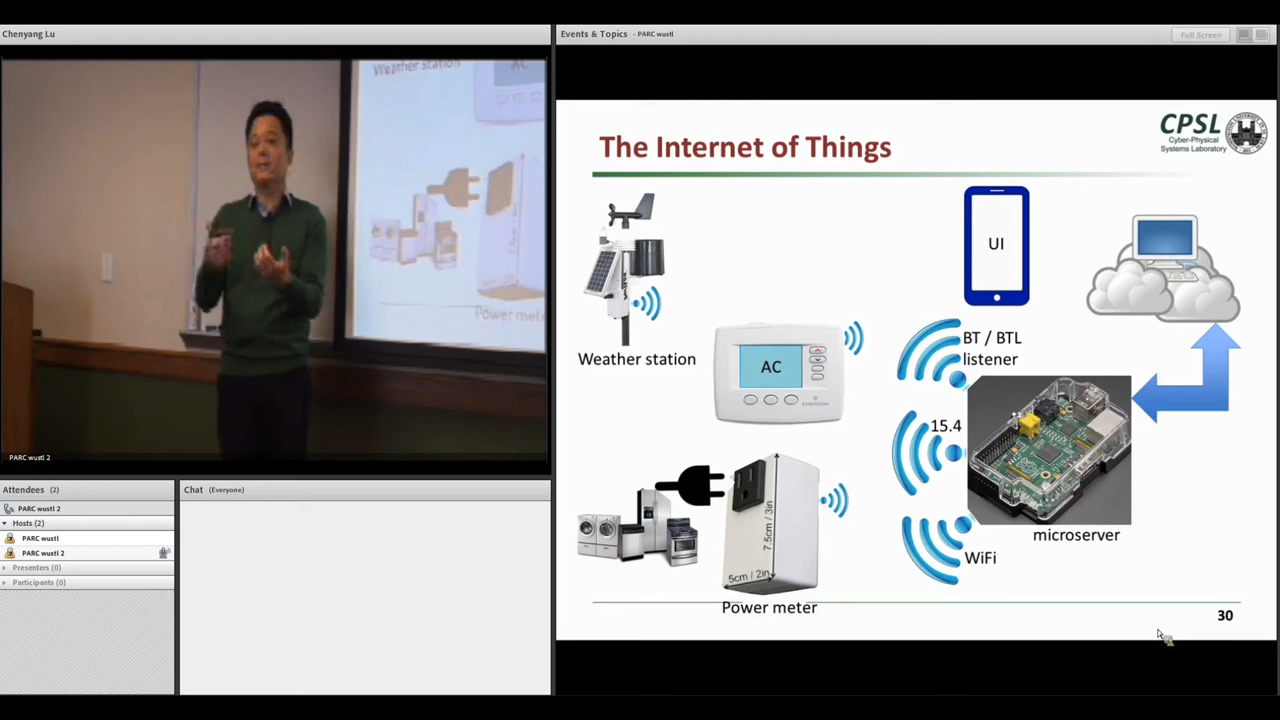 Chenyang Lu
Weather station
AC
Power mete
PARC wustl 2
Attendees (2)
PARC wustl 2
Hosts (2)
PARC wustl
PARC wustl 2
Presenters (0)
Participants (0)
Chat (Everyone)
Events & Topics - PARC wustl
Full Screen
The Internet of Things
CPSL
Cyber-Physical
Systems Laboratory
Weather station
AC
EMERSON
UI
BT / BTL
listener
15.4
microserver
WiFi
7.5cm / 3in
5cm / 2in
Power meter
30